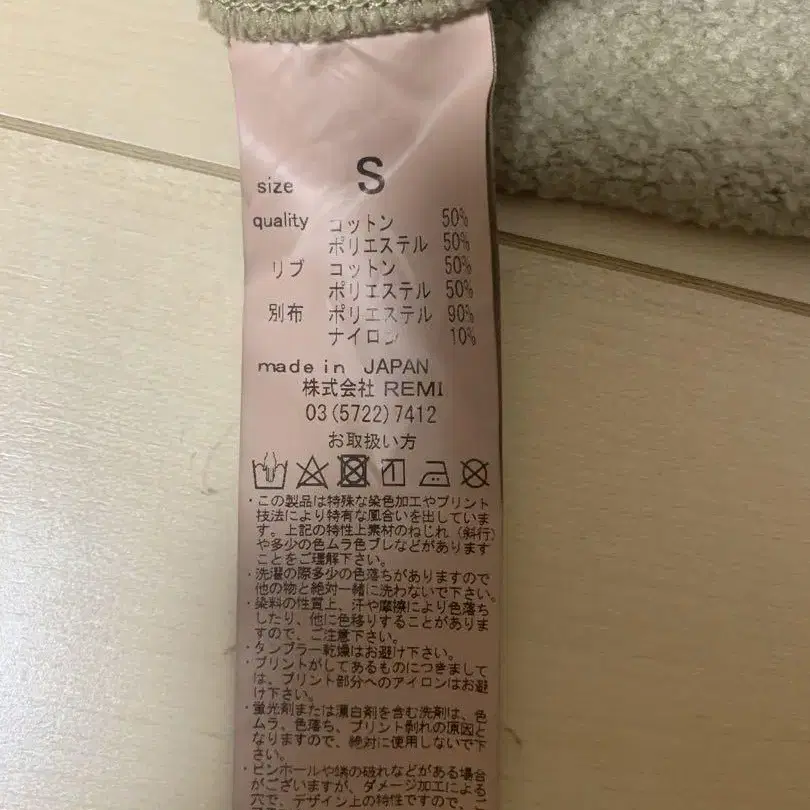 size S
quality コットン 50%
ポリエステル 50%
リブ コットン 50%
ポリエステル 50%
別布 ポリエステル 90%
ナイロン 10%
made in JAPAN
株式会社 REMI
03(5722)7412
お取扱い方
・この製品は特殊な染色加工やプリント
技法により特有な風合いを出していま
す。上記の特性上素材のねじれ(斜行)
や多少の色ムラ色ブレなどがあります
ことをご理解下さい。
・洗濯の際多少の色落ちがありますので
他の物と絶対一緒に洗わないで下さい。
・染料の性質上、汗や摩擦により色落ち
したり、他に色移りすることがありま
すので、ご注意下さい。
・タンブラー乾燥はお避け下さい。
・プリントがしてあるものにつきまして
は、プリント部分へのアイロンはお避
け下さい。
・蛍光剤または漂白剤を含む洗剤は、色
ムラ、色落ち、プリント剥れの原因と
なりますので、絶対に使用しないで下
さい。
・ピンホールや端の破れなどがある場合
がございますが、ダメージ加工による
穴で、デザイン上の特性ですので、